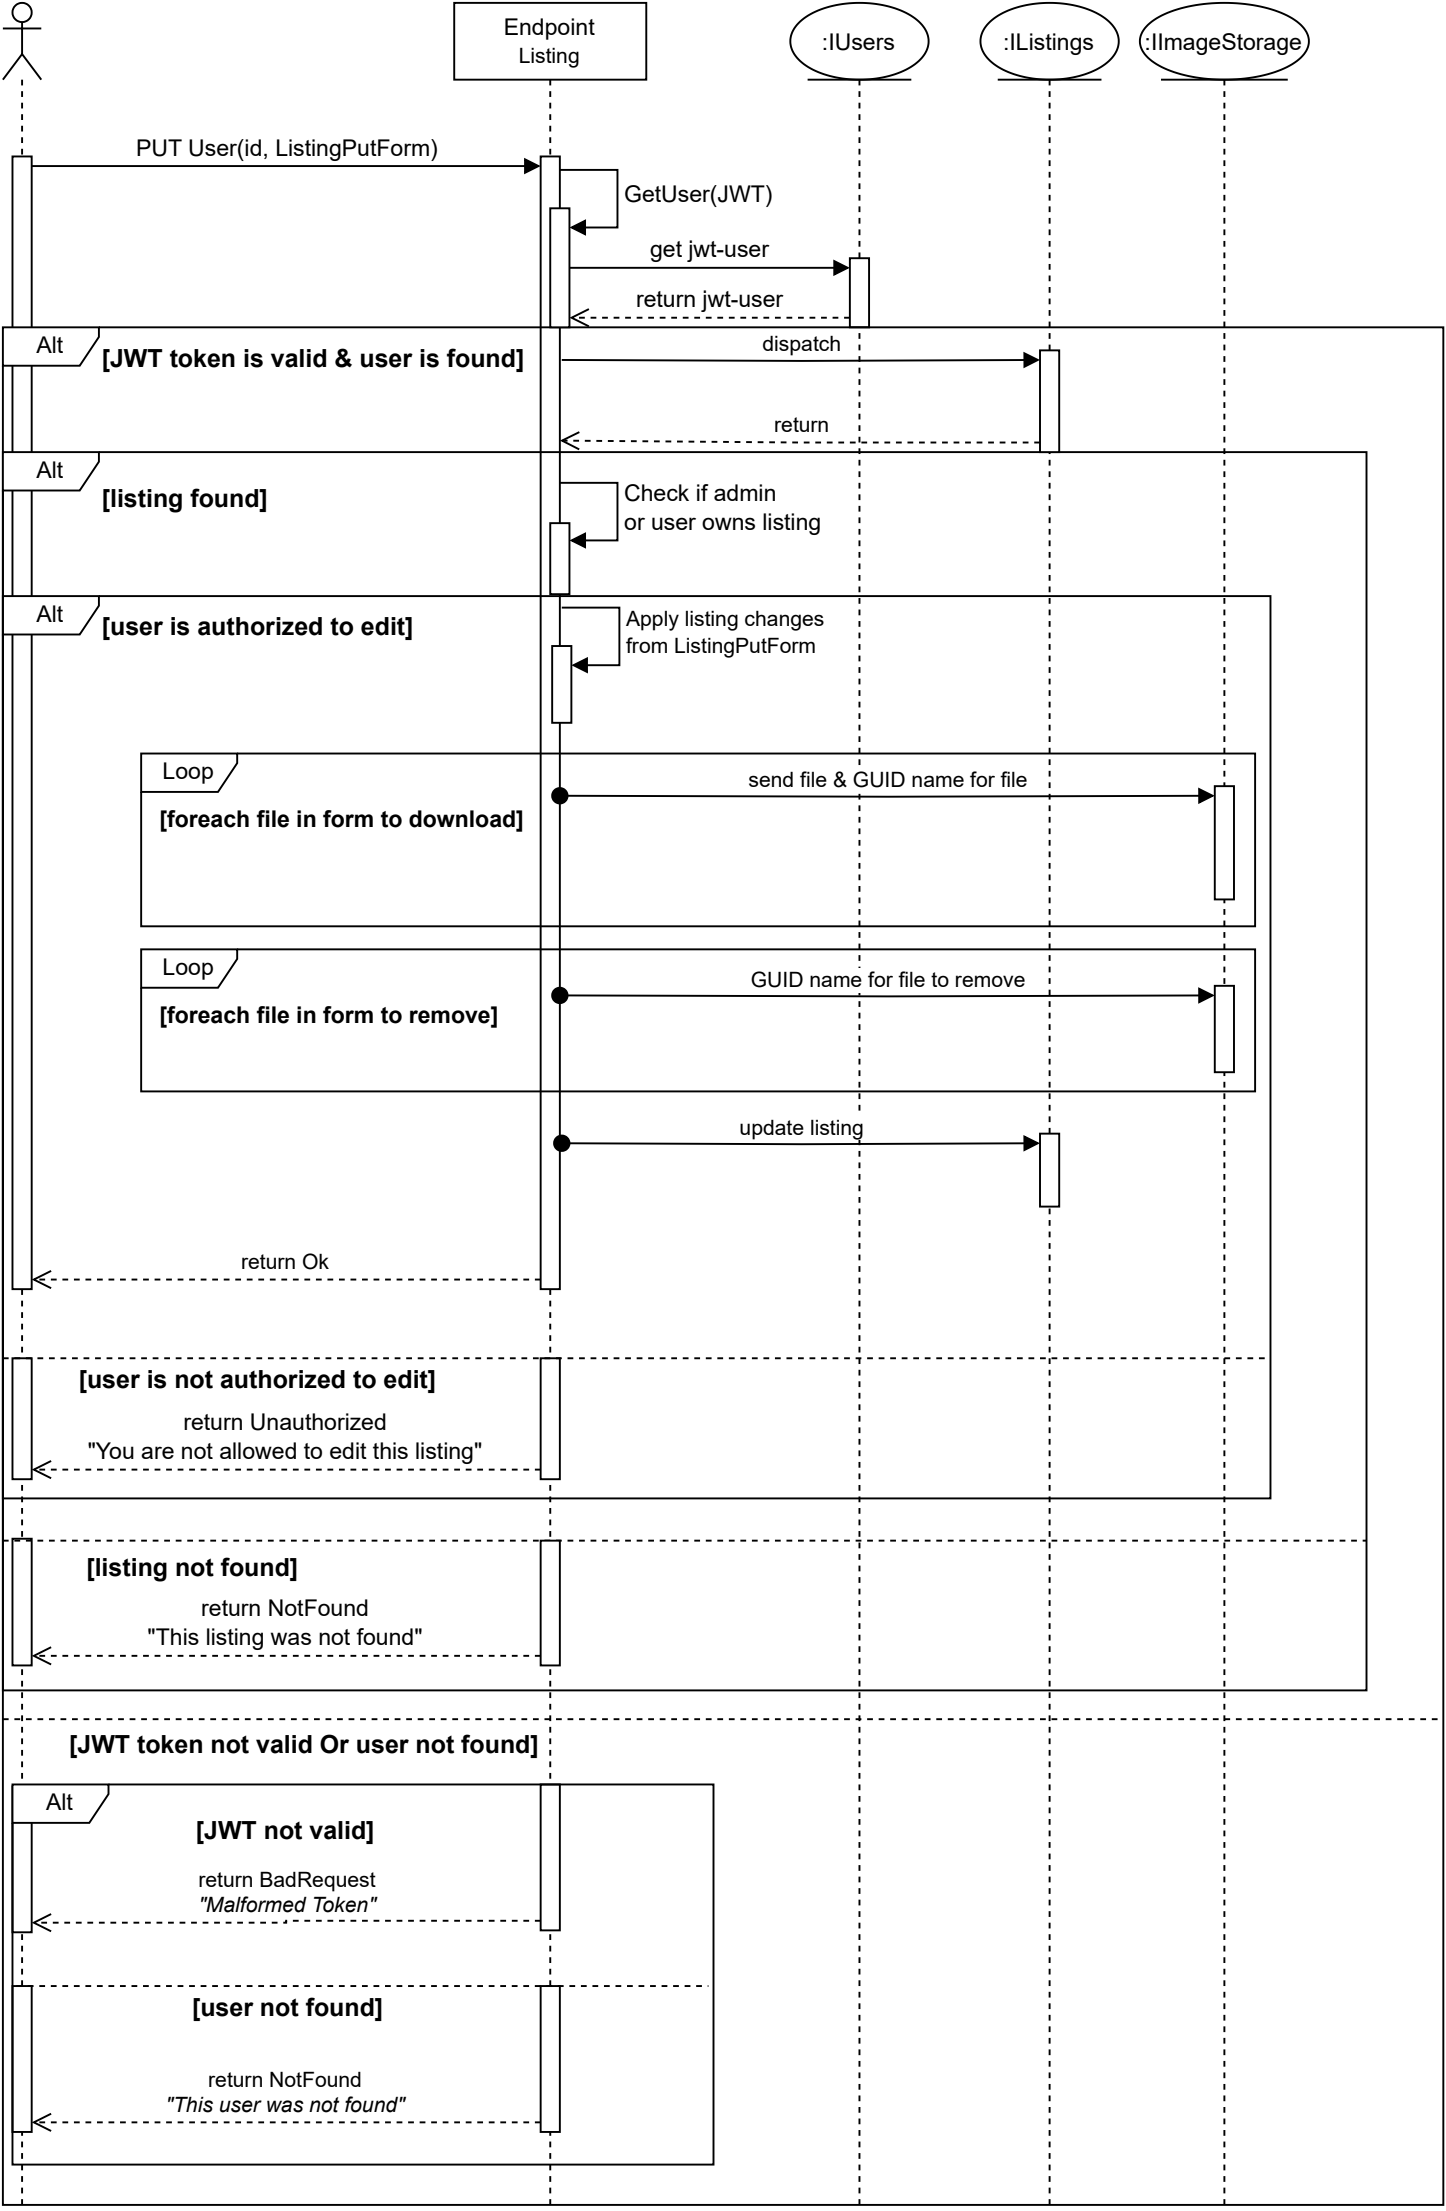 Endpoint
Listing
:IUsers
:IListings
:IImageStorage
PUT User(id, ListingPutForm)
GetUser(JWT)
get jwt-user
return jwt-user
Alt
[JWT token is valid & user is found]
dispatch
return
Alt
[listing found]
Check if admin
or user owns listing
Alt
[user is authorized to edit]
Apply listing changes
from ListingPutForm
Loop
send file & GUID name for file
[foreach file in form to download]
Loop
GUID name for file to remove
[foreach file in form to remove]
update listing
return Ok
[user is not authorized to edit]
return Unauthorized
"You are not allowed to edit this listing"
[listing not found]
return NotFound
"This listing was not found"
[JWT token not valid Or user not found]
Alt
[JWT not valid]
return BadRequest
"Malformed Token"
[user not found]
return NotFound
"This user was not found"